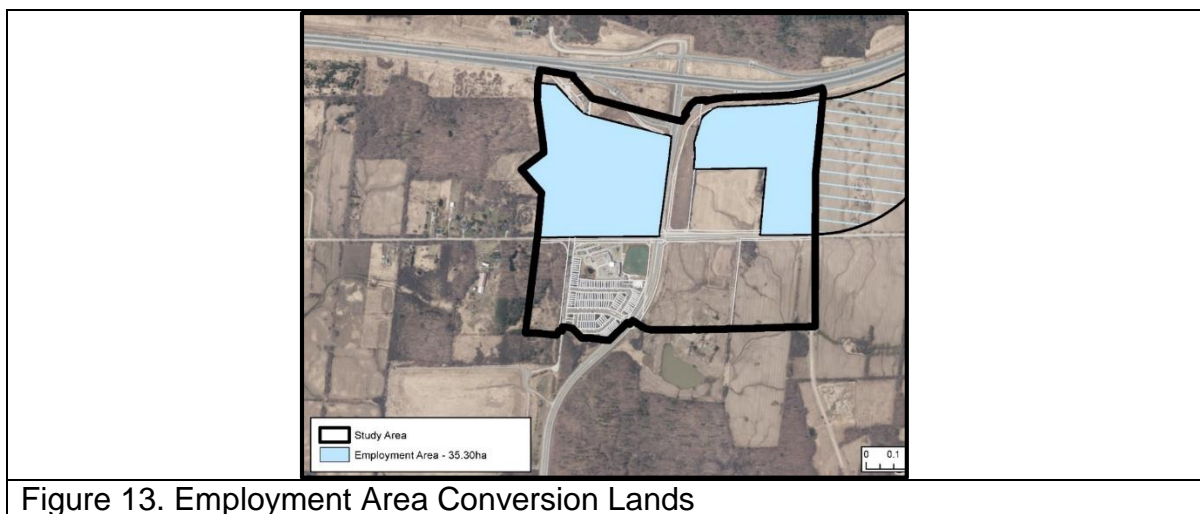 Study Area
Employment Area - 35.30ha
0 0.1
Figure 13. Employment Area Conversion Lands